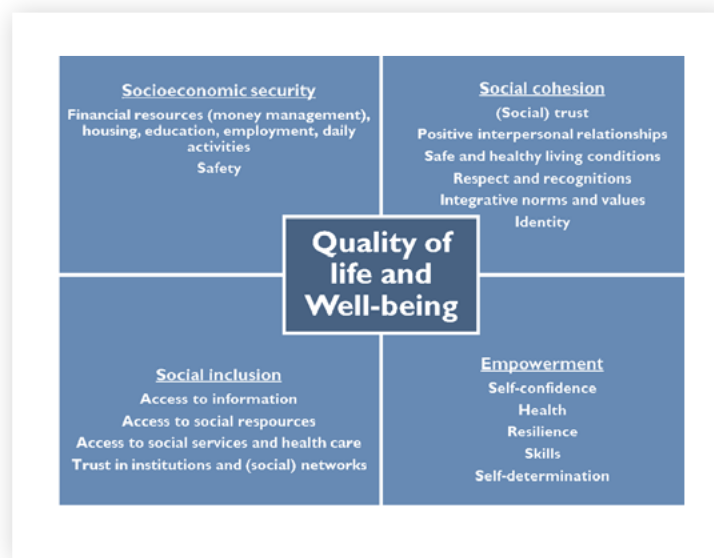 Socioeconomic security
Financial resources (money management),
housing, education, employment, daily
activities
Safety
Social cohesion
(Social) trust
Positive interpersonal relationships
Safe and healthy living conditions
Respect and recognitions
Integrative norms and values
Identity
Quality of
life and
Well-being
Social inclusion
Access to information
Access to social respources
Access to social services and health care
Trust in institutions and (social) networks
Empowerment
Self-confidence
Health
Resilience
Skills
Self-determination